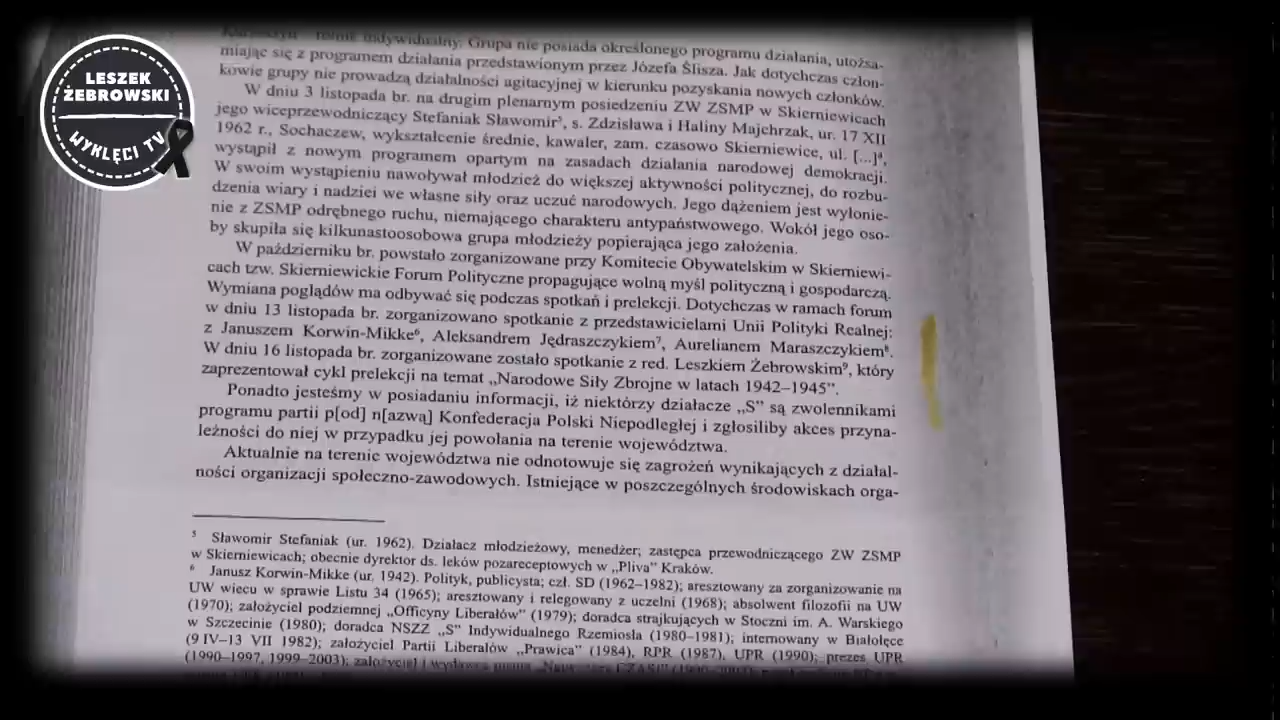 LESZEK
ŻEBROWSKI
WYKLĘCI TV
indywidualny. Grupa nie posiada określonego programu działania, utożsa-
miając się z programem działania przedstawionym przez Józefa Ślisza. Jak dotychczas człon-
kowie grupy nie prowadzą działalności agitacyjnej w kierunku pozyskania nowych członków.
W dniu 3 listopada br. na drugim plenarnym posiedzeniu ZW ZSMP w Skierniewicach
jego wiceprzewodniczący Stefaniak Sławomir⁵, s. Zdzisława i Haliny Majchrzak, ur. 17 XII
1962 r., Sochaczew, wykształcenie średnie, kawaler, zam. czasowo Skierniewice, ul. [...]ᵃ,
wystąpił z nowym programem opartym na zasadach działania narodowej demokracji.
W swoim wystąpieniu nawoływał młodzież do większej aktywności politycznej, do rozbu-
dzenia wiary i nadziei we własne siły oraz uczuć narodowych. Jego dążeniem jest wyłonie-
nie z ZSMP odrębnego ruchu, niemającego charakteru antypaństwowego. Wokół jego oso-
by skupiła się kilkunastoosobowa grupa młodzieży popierająca jego założenia.
W październiku br. powstało zorganizowane przy Komitecie Obywatelskim w Skierniewi-
cach tzw. Skierniewickie Forum Polityczne propagujące wolną myśl polityczną i gospodarczą.
Wymiana poglądów ma odbywać się podczas spotkań i prelekcji. Dotychczas w ramach forum
w dniu 13 listopada br. zorganizowano spotkanie z przedstawicielami Unii Polityki Realnej:
z Januszem Korwin-Mikke⁶, Aleksandrem Jędraszczykiem⁷, Aurelianem Maraszczykiem⁸.
W dniu 16 listopada br. zorganizowane zostało spotkanie z red. Leszkiem Żebrowskim⁹, który
zaprezentował cykl prelekcji na temat „Narodowe Siły Zbrojne w latach 1942–1945”.
Ponadto jesteśmy w posiadaniu informacji, iż niektórzy działacze „S” są zwolennikami
programu partii p[od] n[azwą] Konfederacja Polski Niepodległej i zgłosiliby akces przyna-
leżności do niej w przypadku jej powołania na terenie województwa.
Aktualnie na terenie województwa nie odnotowuje się zagrożeń wynikających z działal-
ności organizacji społeczno-zawodowych. Istniejące w poszczególnych środowiskach orga-
⁵ Sławomir Stefaniak (ur. 1962). Działacz młodzieżowy, menedżer; zastępca przewodniczącego ZW ZSMP
w Skierniewicach; obecnie dyrektor ds. leków pozareceptowych w „Pliva” Kraków.
⁶ Janusz Korwin-Mikke (ur. 1942). Polityk, publicysta; czł. SD (1962–1982); aresztowany za zorganizowanie na
UW wiecu w sprawie Listu 34 (1965); aresztowany i relegowany z uczelni (1968); absolwent filozofii na UW
(1970); założyciel podziemnej „Officyny Liberałów” (1979); doradca strajkujących w Stoczni im. A. Warskiego
w Szczecinie (1980); doradca NSZZ „S” Indywidualnego Rzemiosła (1980–1981); internowany w Białołęce
(9 IV–13 VII 1982); założyciel Partii Liberałów „Prawica” (1984), RPR (1987), UPR (1990); prezes UPR
(1990–1997, 1999–2003); założyciel i wydawca pisma